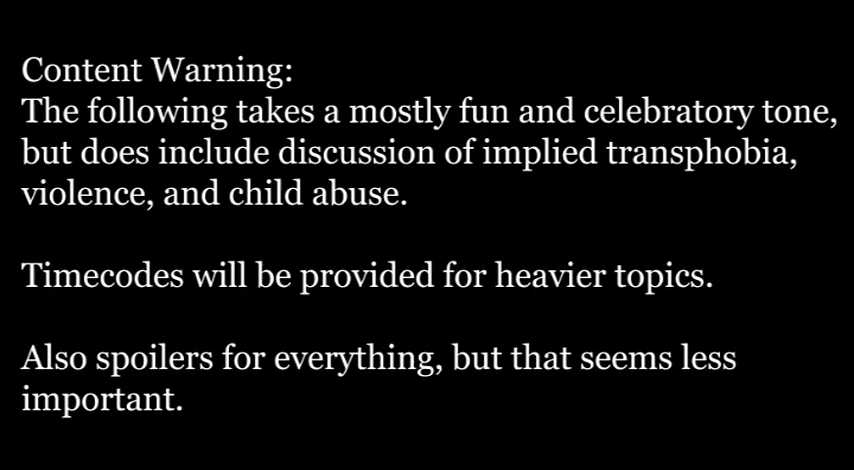 Content Warning:
The following takes a mostly fun and celebratory tone,
but does include discussion of implied transphobia,
violence, and child abuse.
Timecodes will be provided for heavier topics.
Also spoilers for everything, but that seems less
important.